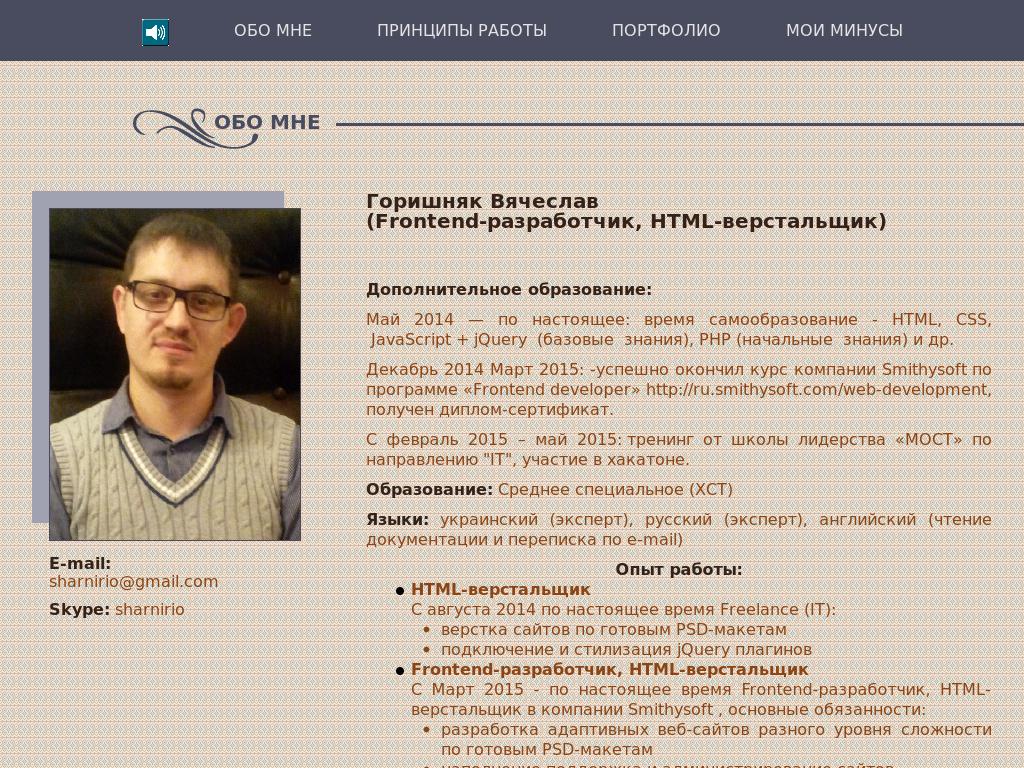 ОБО МНЕ ПРИНЦИПЫ РАБОТЫ ПОРТФОЛИО МОИ МИНУСЫ
ОБО МНЕ
Горишняк Вячеслав
(Frontend-разработчик, HTML-верстальщик)
Дополнительное образование:
Май 2014 — по настоящее: время самообразование - HTML, CSS,
JavaScript + jQuery (базовые знания), PHP (начальные знания) и др.
Декабрь 2014 Март 2015: -успешно окончил курс компании Smithysoft по
программе «Frontend developer» http://ru.smithysoft.com/web-development,
получен диплом-сертификат.
С февраль 2015 – май 2015: тренинг от школы лидерства «МОСТ» по
направлению "IT", участие в хакатоне.
Образование: Среднее специальное (ХСТ)
Языки: украинский (эксперт), русский (эксперт), английский (чтение
документации и переписка по e-mail)
E-mail:
sharnirio@gmail.com
Skype: sharnirio
Опыт работы:
HTML-верстальщик
С августа 2014 по настоящее время Freelance (IT):
верстка сайтов по готовым PSD-макетам
подключение и стилизация jQuery плагинов
Frontend-разработчик, HTML-верстальщик
С Март 2015 - по настоящее время Frontend-разработчик, HTML-
верстальщик в компании Smithysoft , основные обязанности:
разработка адаптивных веб-сайтов разного уровня сложности
по готовым PSD-макетам